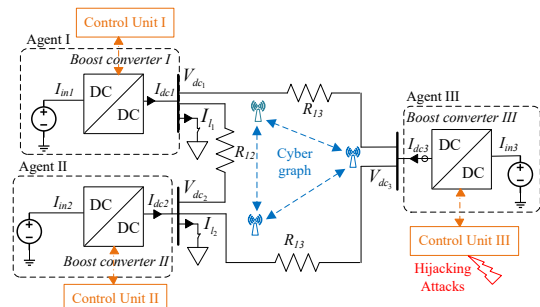 Control Unit I
Agent I
Boost converter I
I_in1
DC
DC
I_dc1
V_dc1
I_l1
R_13
R_12
Cyber
graph
Agent III
Boost converter III
I_dc3
DC
DC
I_in3
V_dc3
Agent II
I_in2
DC
DC
I_dc2
V_dc2
I_l2
Boost converter II
R_13
Control Unit II
Control Unit III
Hijacking
Attacks